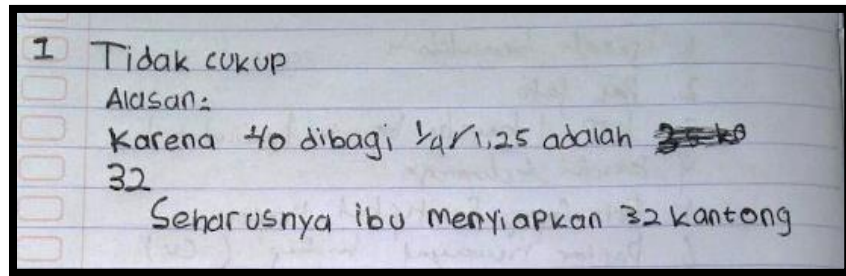 1 Tidak cukup
Alasan:
Karena 40 dibagi 1/4/1,25 adalah
32
Seharusnya ibu menyiapkan 32 kantong